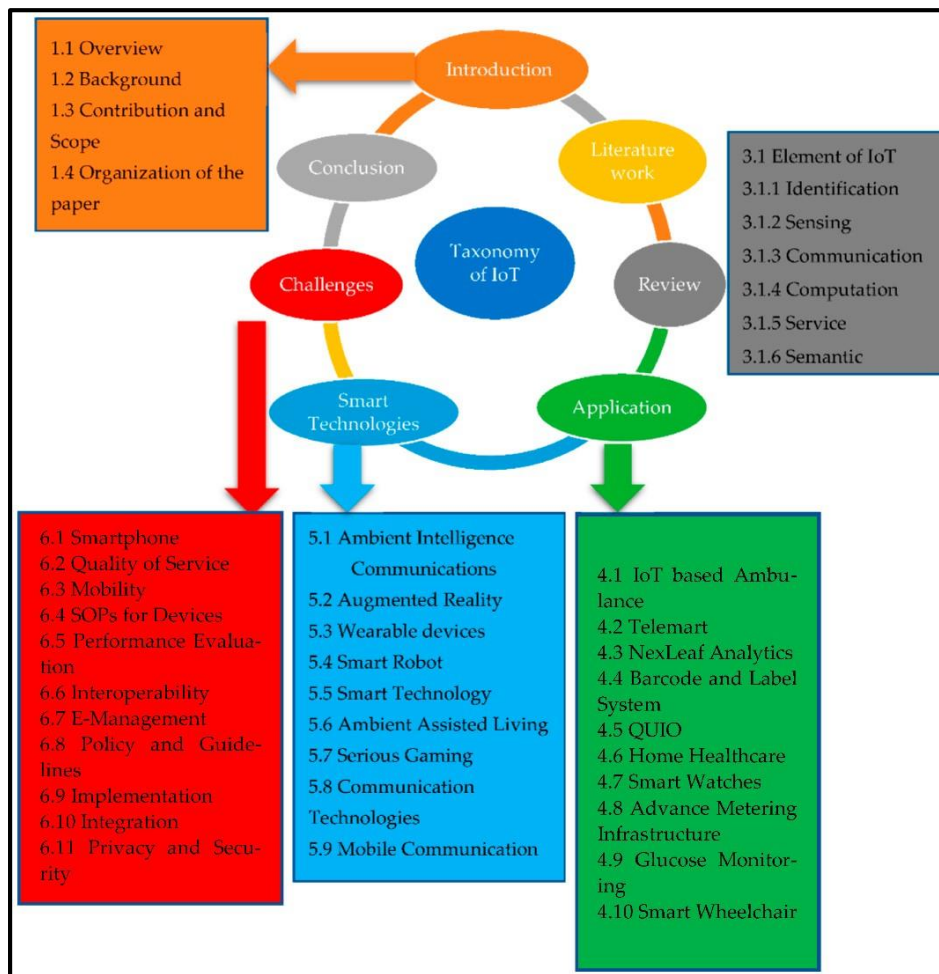 1.1 Overview
1.2 Background
1.3 Contribution and
Scope
1.4 Organization of the
paper
Introduction
Literature
work
Conclusion
Taxonomy
of IoT
Challenges
Review
Smart
Technologies
Application
3.1 Element of IoT
3.1.1 Identification
3.1.2 Sensing
3.1.3 Communication
3.1.4 Computation
3.1.5 Service
3.1.6 Semantic
6.1 Smartphone
6.2 Quality of Service
6.3 Mobility
6.4 SOPs for Devices
6.5 Performance Evalua-
tion
6.6 Interoperability
6.7 E-Management
6.8 Policy and Guide-
lines
6.9 Implementation
6.10 Integration
6.11 Privacy and Secu-
rity
5.1 Ambient Intelligence
Communications
5.2 Augmented Reality
5.3 Wearable devices
5.4 Smart Robot
5.5 Smart Technology
5.6 Ambient Assisted Living
5.7 Serious Gaming
5.8 Communication
Technologies
5.9 Mobile Communication
4.1 IoT based Ambu-
lance
4.2 Telemart
4.3 NexLeaf Analytics
4.4 Barcode and Label
System
4.5 QUIO
4.6 Home Healthcare
4.7 Smart Watches
4.8 Advance Metering
Infrastructure
4.9 Glucose Monitor-
ing
4.10 Smart Wheelchair